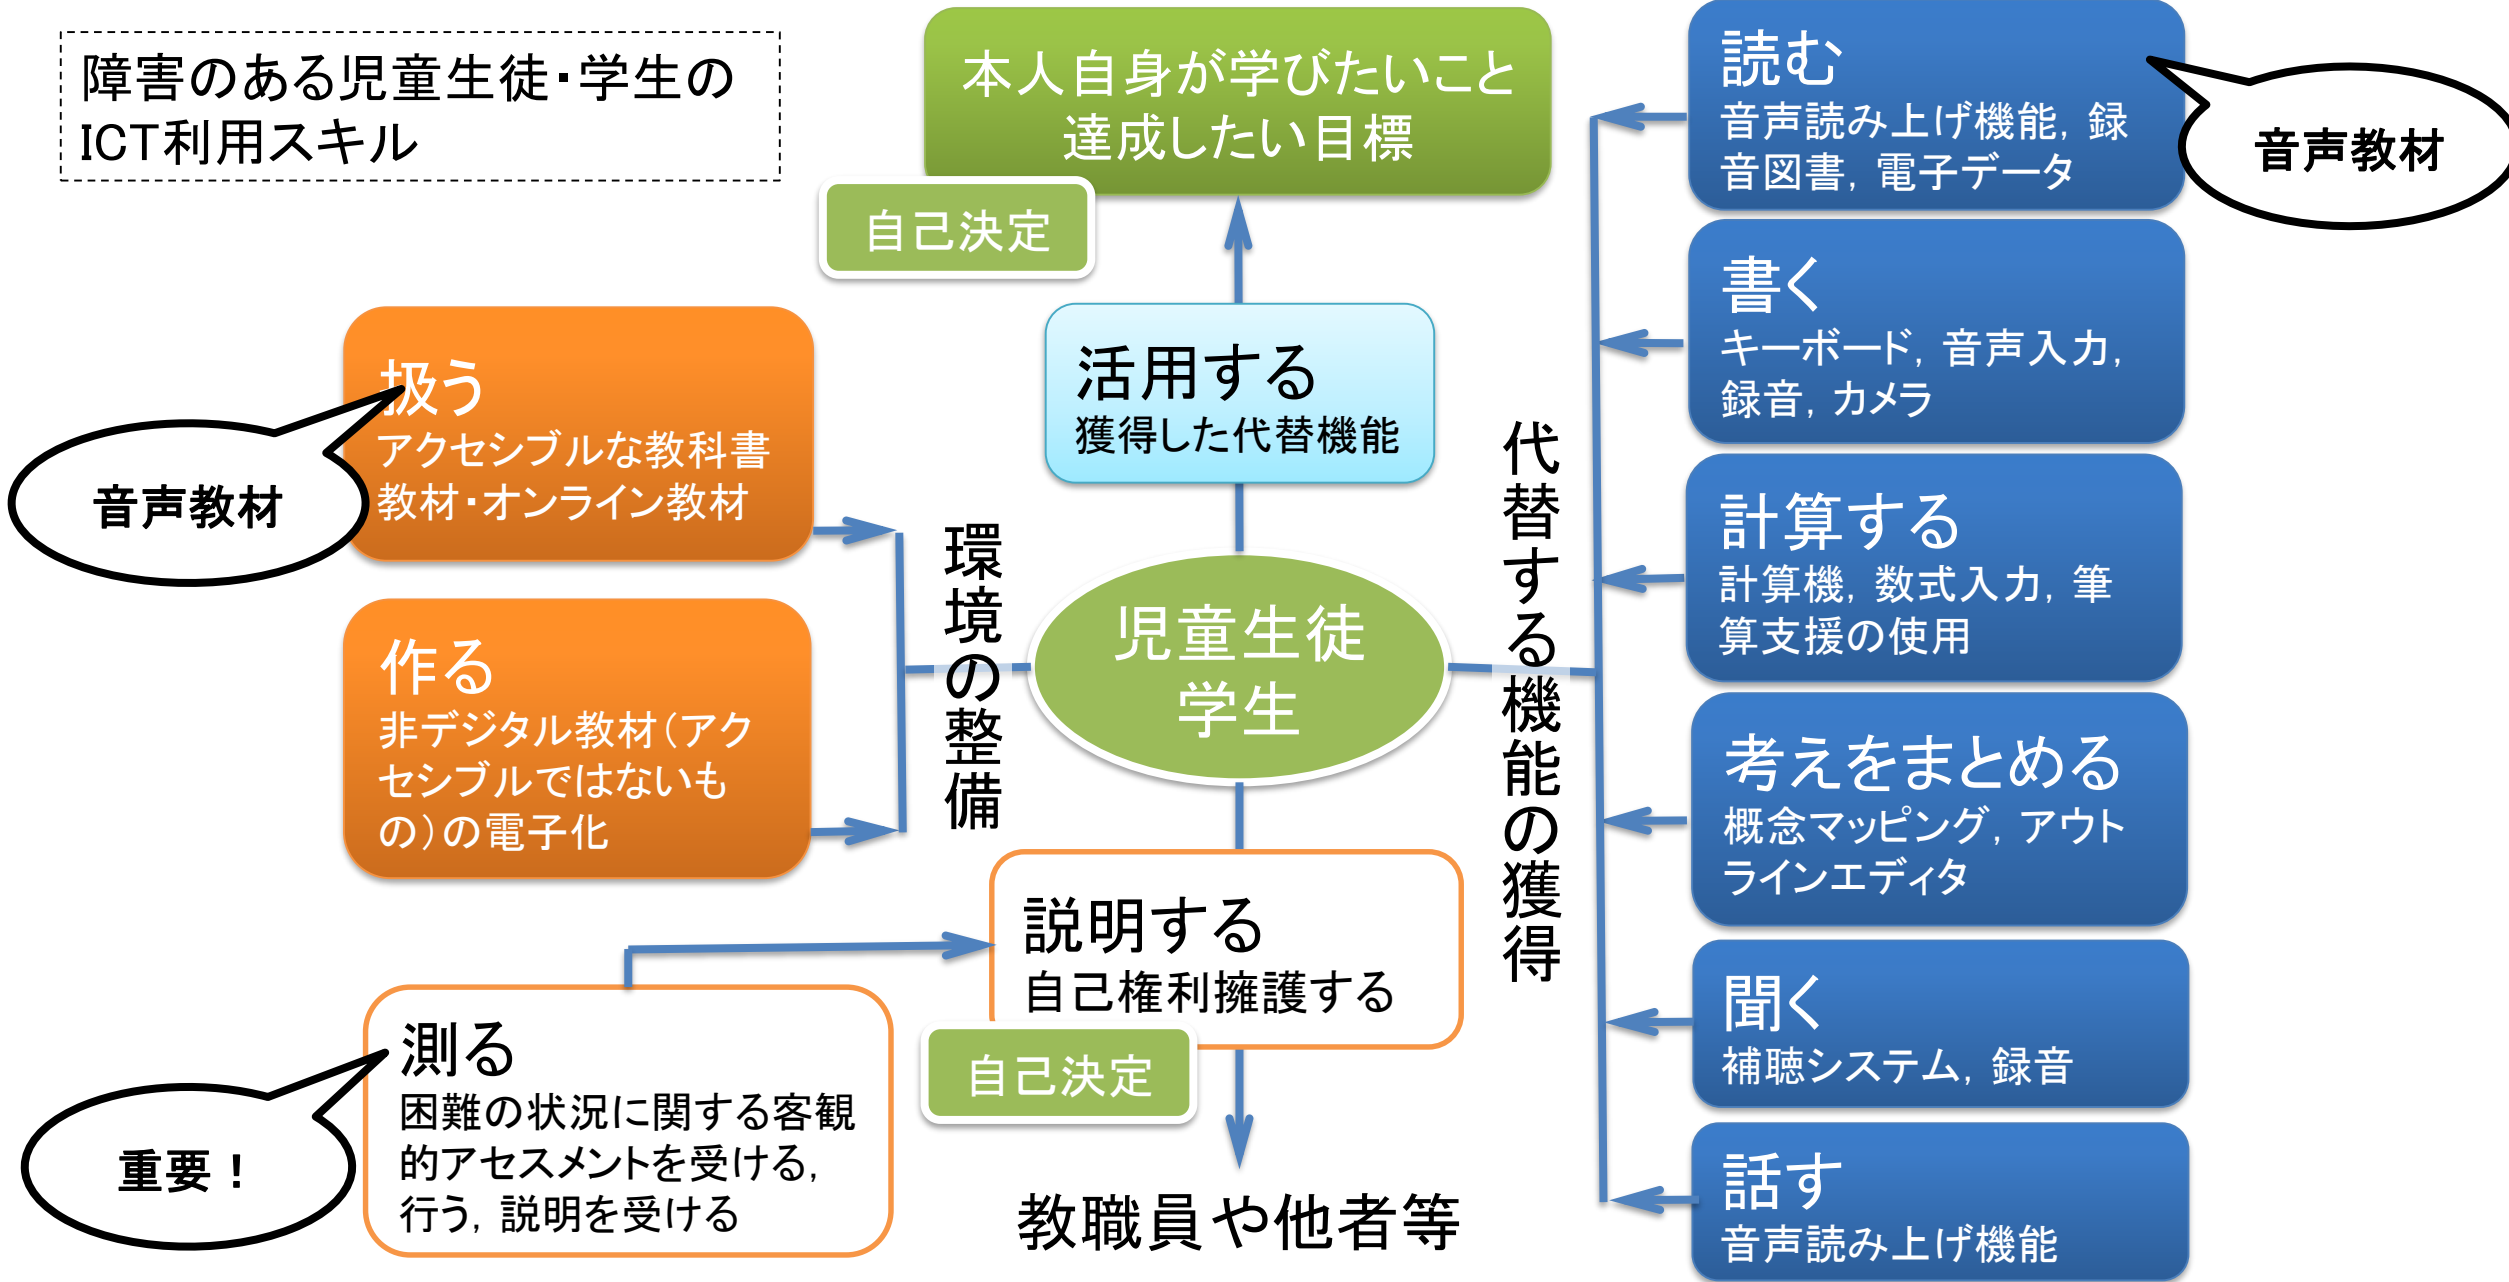 障害のある児童生徒・学生の
ICT利用スキル
本人自身が学びたいこと
達成したい目標
自己決定
活用する
獲得した代替機能
児童生徒
学生
扱う
アクセシブルな教科書
教材・オンライン教材
音声教材
作る
非デジタル教材（アク
セシブルではないも
の）の電子化
環境の整備
説明する
自己権利擁護する
自己決定
教職員や他者等
測る
困難の状況に関する客観
的アセスメントを受ける，
行う，説明を受ける
重要！
代替する機能の獲得
読む
音声読み上げ機能，録
音図書，電子データ
音声教材
書く
キーボード，音声入力，
録音，カメラ
計算する
計算機，数式入力，筆
算支援の使用
考えをまとめる
概念マッピング，アウト
ラインエディタ
聞く
補聴システム，録音
話す
音声読み上げ機能